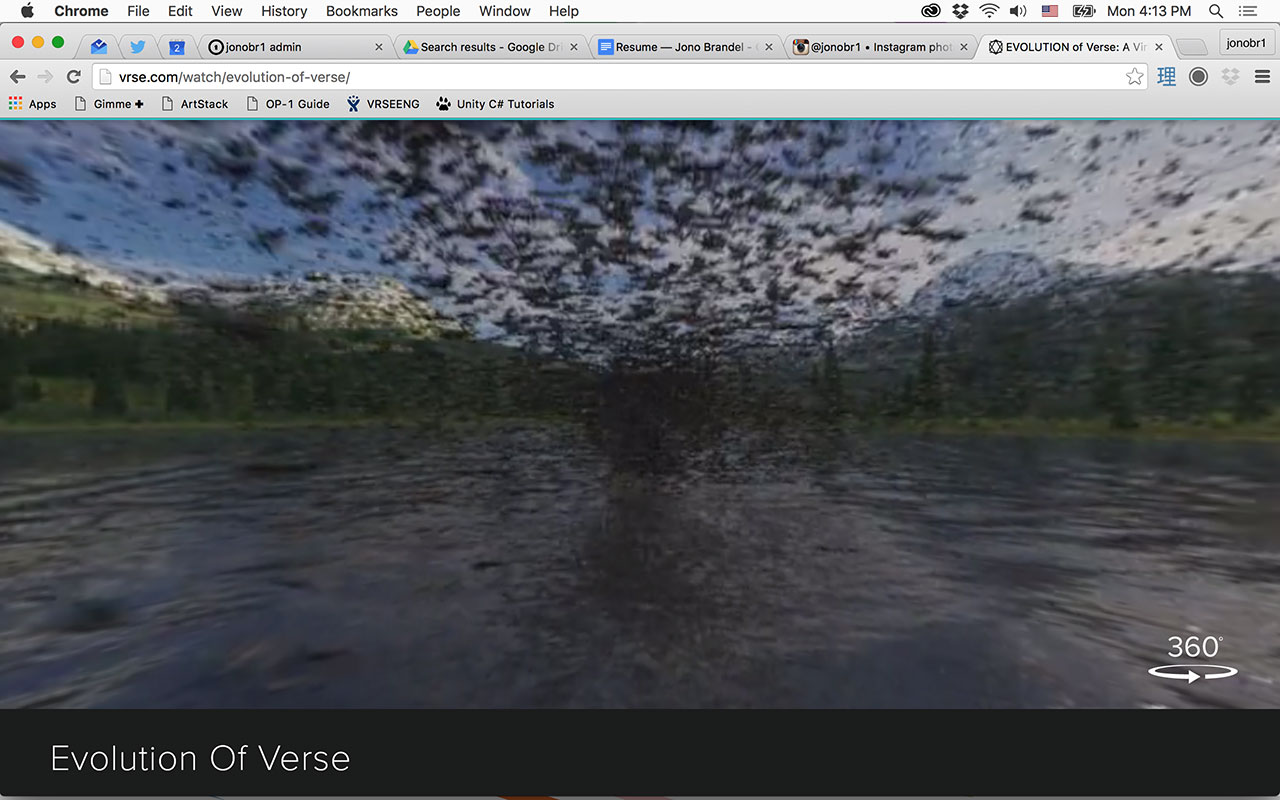 Chrome File Edit View History Bookmarks People Window Help Mon 4:13 PM
2 jonobr1 admin Search results - Google Dri Resume — Jono Brandel - @jonobr1 • Instagram phot EVOLUTION of Verse: A Vir jonobr1
vrse.com/watch/evolution-of-verse/ 理
Apps Gimme ✚ ArtStack OP-1 Guide VRSEENG Unity C# Tutorials
360°
Evolution Of Verse